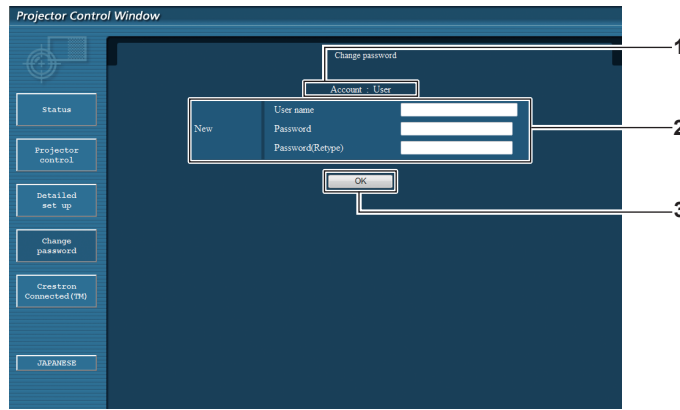 Projector Control Window
Change password
1
Account : User
Status
New
User name
Password
Password(Retype)
2
Projector
control
OK
Detailed
set up
3
Change
password
Crestron
Connected(TM)
JAPANESE